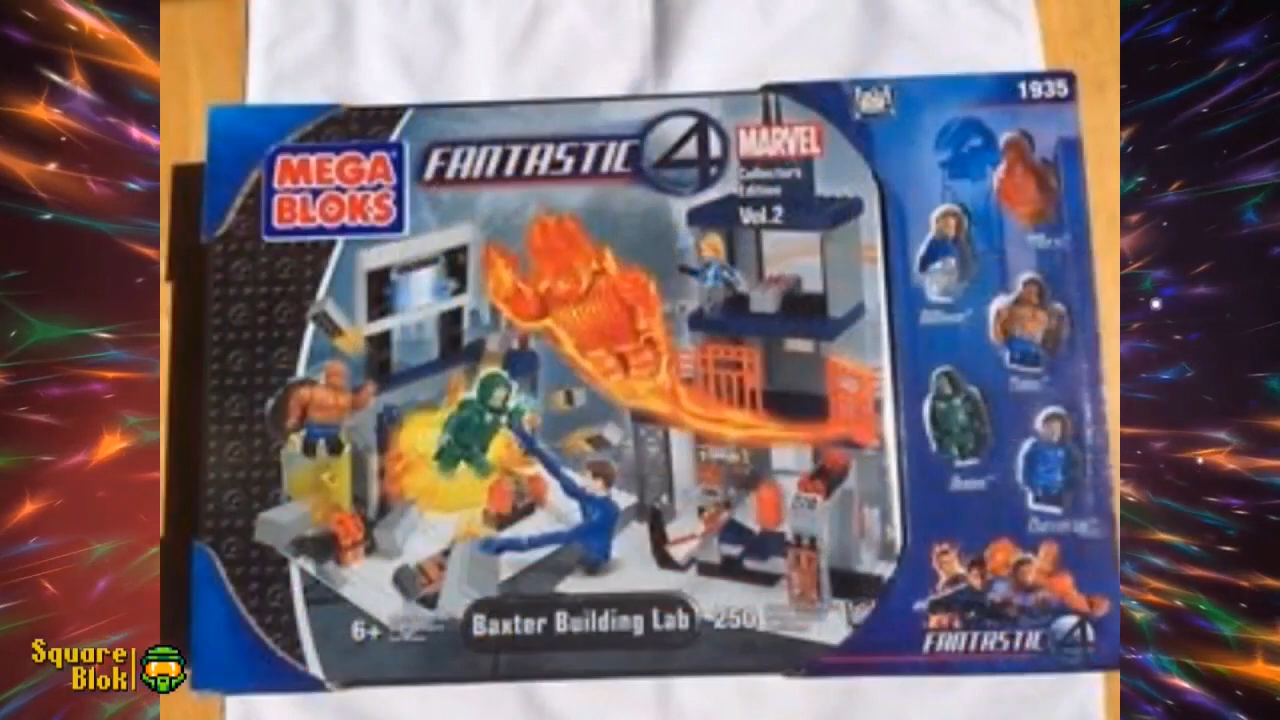 1935
MEGA
BLOKS
FANTASTIC 4
MARVEL
Collector's
Edition
Vol.2
6+
Baxter Building Lab
250
FANTASTIC 4
Square
Blok